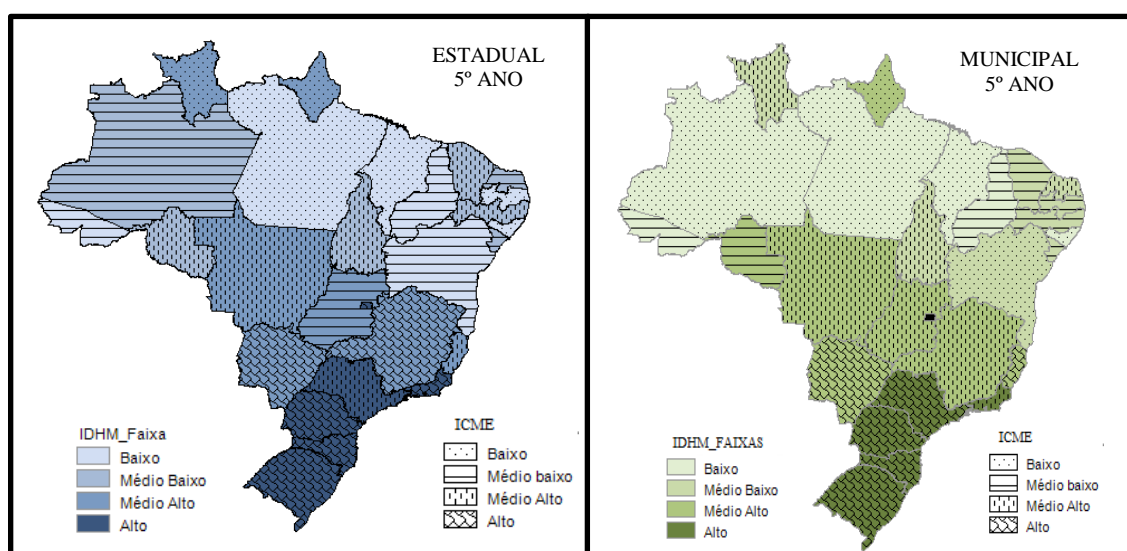 ESTADUAL
5º ANO
IDHM_Faixa
Baixo
Médio Baixo
Médio Alto
Alto
ICME
Baixo
Médio baixo
Médio Alto
Alto
MUNICIPAL
5º ANO
IDHM_FAIXAS
Baixo
Médio Baixo
Médio Alto
Alto
ICME
Baixo
Médio baixo
Médio Alto
Alto